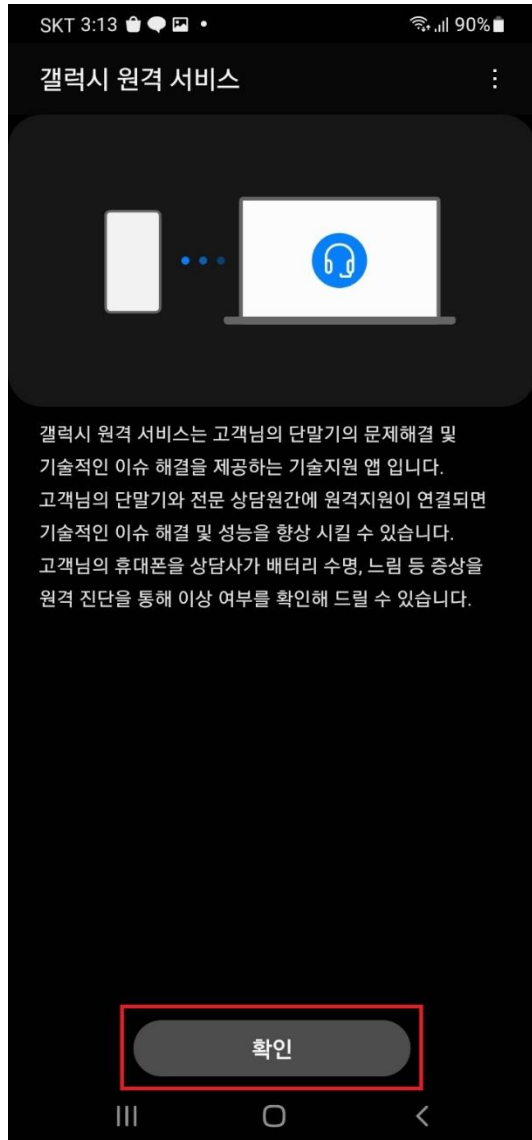 SKT 3:13
90%
갤럭시 원격 서비스
갤럭시 원격 서비스는 고객님의 단말기의 문제해결 및
기술적인 이슈 해결을 제공하는 기술지원 앱 입니다.
고객님의 단말기와 전문 상담원간에 원격지원이 연결되면
기술적인 이슈 해결 및 성능을 향상 시킬 수 있습니다.
고객님의 휴대폰을 상담사가 배터리 수명, 느림 등 증상을
원격 진단을 통해 이상 여부를 확인해 드릴 수 있습니다.
확인